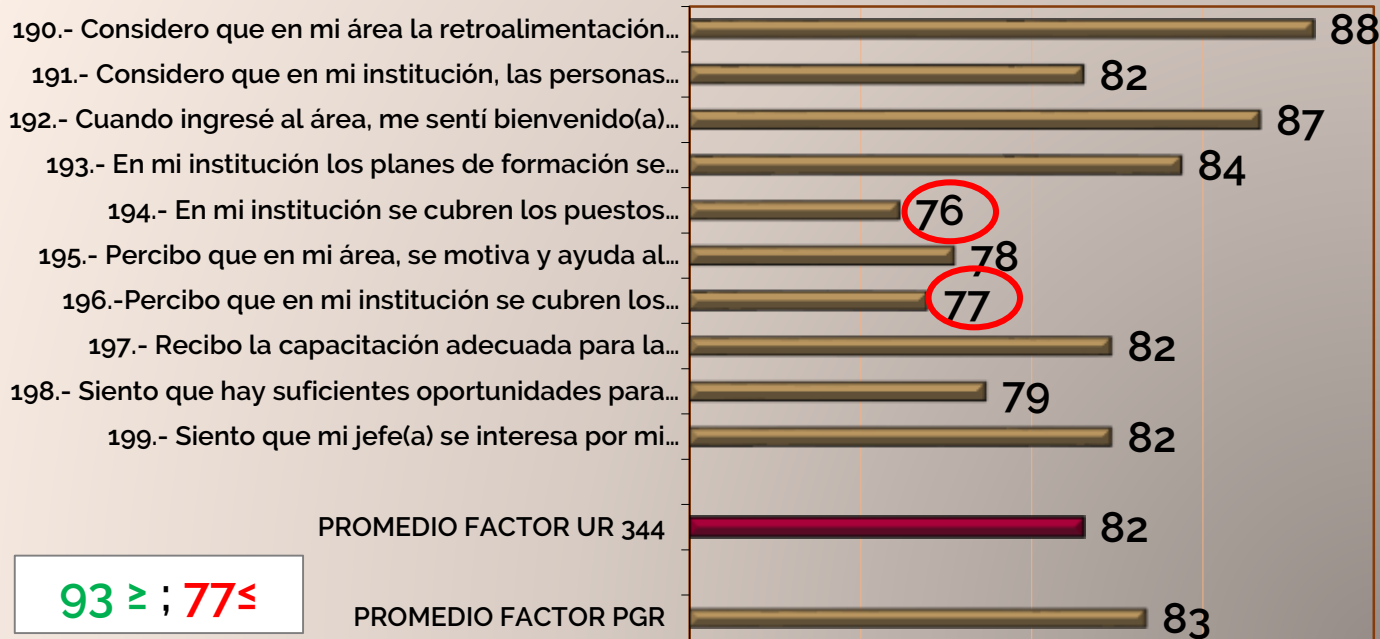 190.- Considero que en mi área la retroalimentación... 88
191.- Considero que en mi institución, las personas... 82
192.- Cuando ingresé al área, me sentí bienvenido(a)... 87
193.- En mi institución los planes de formación se... 84
194.- En mi institución se cubren los puestos... 76
195.- Percibo que en mi área, se motiva y ayuda al... 78
196.-Percibo que en mi institución se cubren los... 77
197.- Recibo la capacitación adecuada para la... 82
198.- Siento que hay suficientes oportunidades para... 79
199.- Siento que mi jefe(a) se interesa por mi... 82
PROMEDIO FACTOR UR 344 82
93 ≥ ; 77≤
PROMEDIO FACTOR PGR 83